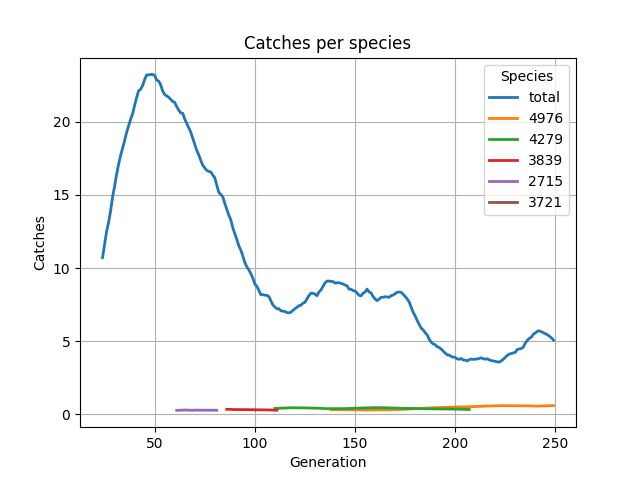 Catches per species
Species
total
4976
4279
3839
2715
3721
20
15
10
5
0
Catches
50 100 150 200 250
Generation